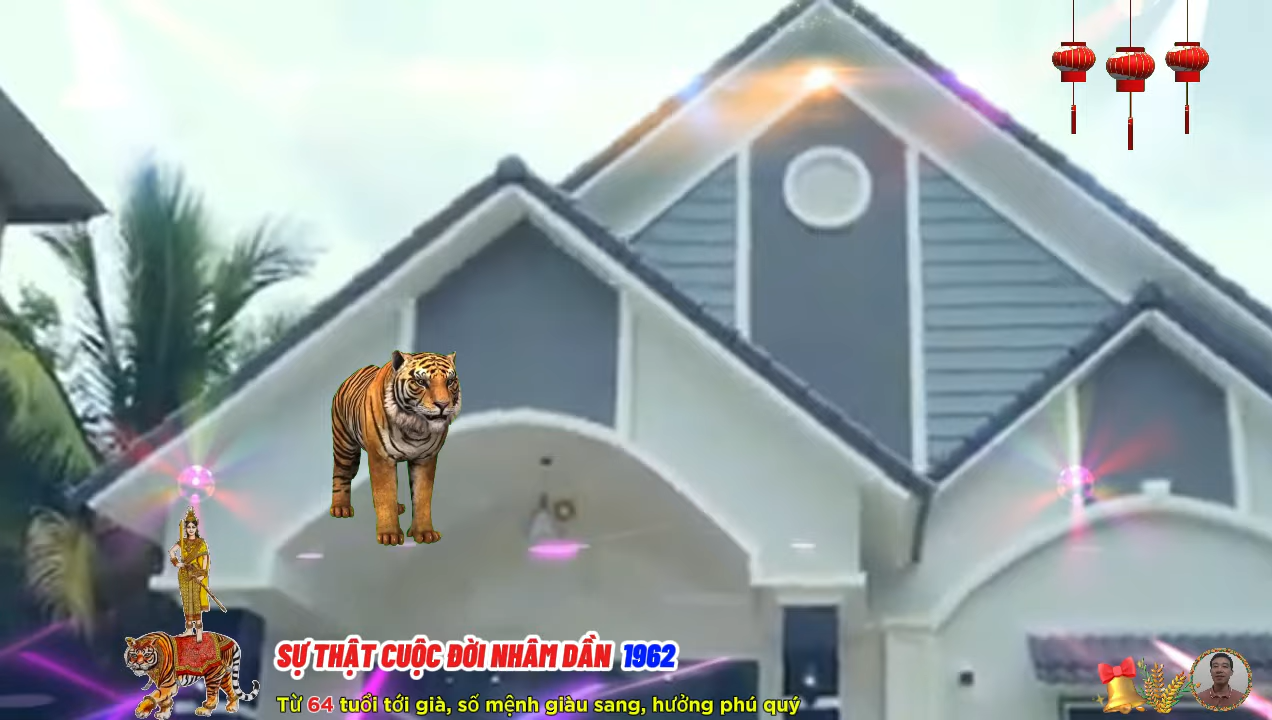 SỰ THẬT CUỘC ĐỜI NHÂM DẦN 1962
Từ 64 tuổi tới già, số mệnh giàu sang, hưởng phú quý